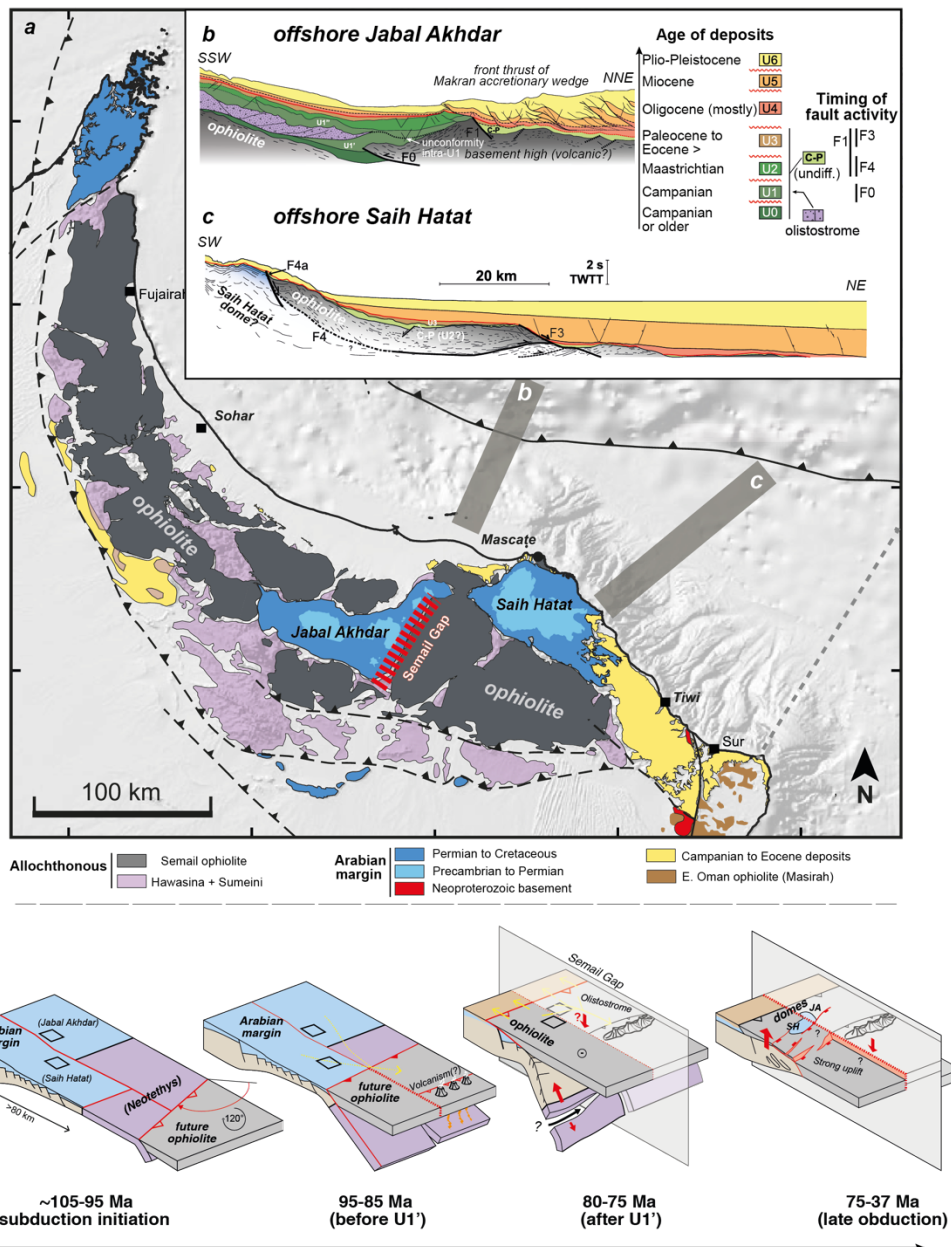 a
b offshore Jabal Akhdar
SSW
NNE
front thrust of
Makran accretionary wedge
U1''
U1'
ophiolite
F0
F1
C-P
unconformity
intra-U1
basement high (volcanic?)
c offshore Saih Hatat
SW
NE
F4a
Saih Hatat
dome?
ophiolite
F4
U3
C-P (U2?)
F3
20 km
2 s
TWTT
Age of deposits
Plio-Pleistocene U6
Miocene U5
Oligocene (mostly) U4
Paleocene to
Eocene > U3
Maastrichtian U2
Campanian U1
Campanian
or older U0
C-P
(undiff.)
olistostrome
Timing of
fault activity
F1
F3
F4
F0
Fujairah
Sohar
b
c
Mascate
ophiolite
Jabal Akhdar
Semail Gap
Saih Hatat
ophiolite
Tiwi
Sur
N
100 km
Allochthonous
Semail ophiolite
Hawasina + Sumeini
Arabian
margin
Permian to Cretaceous
Precambrian to Permian
Neoproterozoic basement
Campanian to Eocene deposits
E. Oman ophiolite (Masirah)
bian
rgin
(Jabal Akhdar)
(Saih Hatat)
>80 km
(Neotethys)
future
ophiolite
120°
~105-95 Ma
subduction initiation
Arabian
margin
future
ophiolite
Volcanism(?)
95-85 Ma
(before U1')
Semail Gap
Olistostrome
?
ophiolite
?
80-75 Ma
(after U1')
domes
JA
SH
?
?
Strong uplift
75-37 Ma
(late obduction)